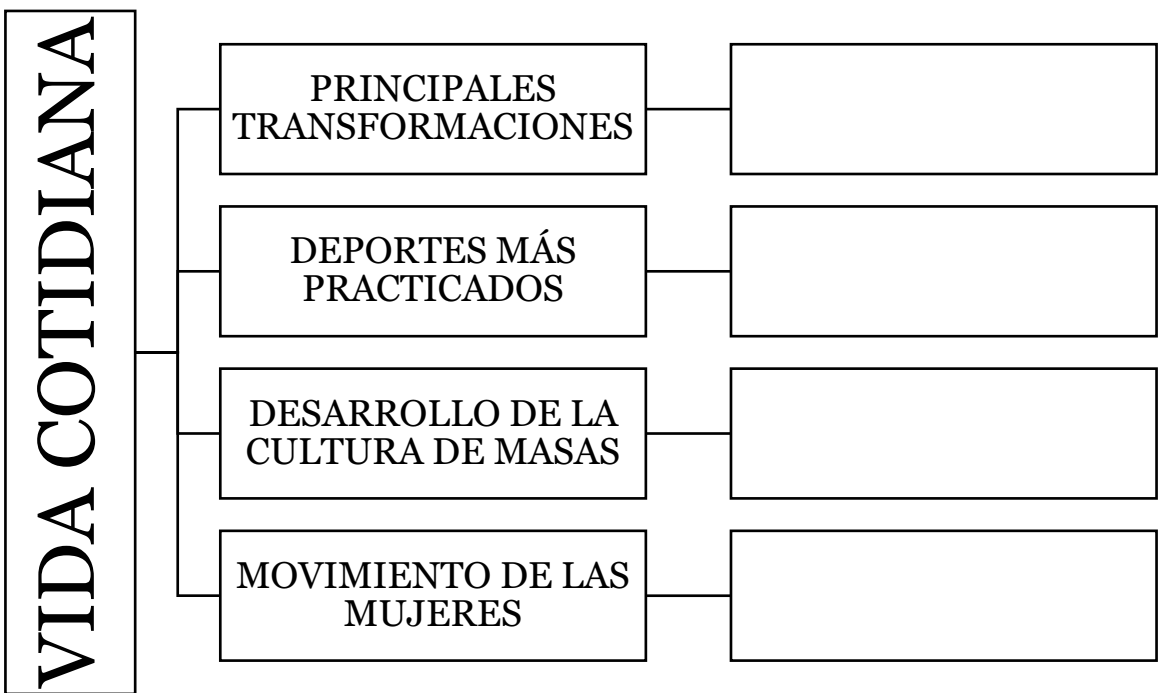 VIDA COTIDIANA
PRINCIPALES
TRANSFORMACIONES
DEPORTES MÁS
PRACTICADOS
DESARROLLO DE LA
CULTURA DE MASAS
MOVIMIENTO DE LAS
MUJERES